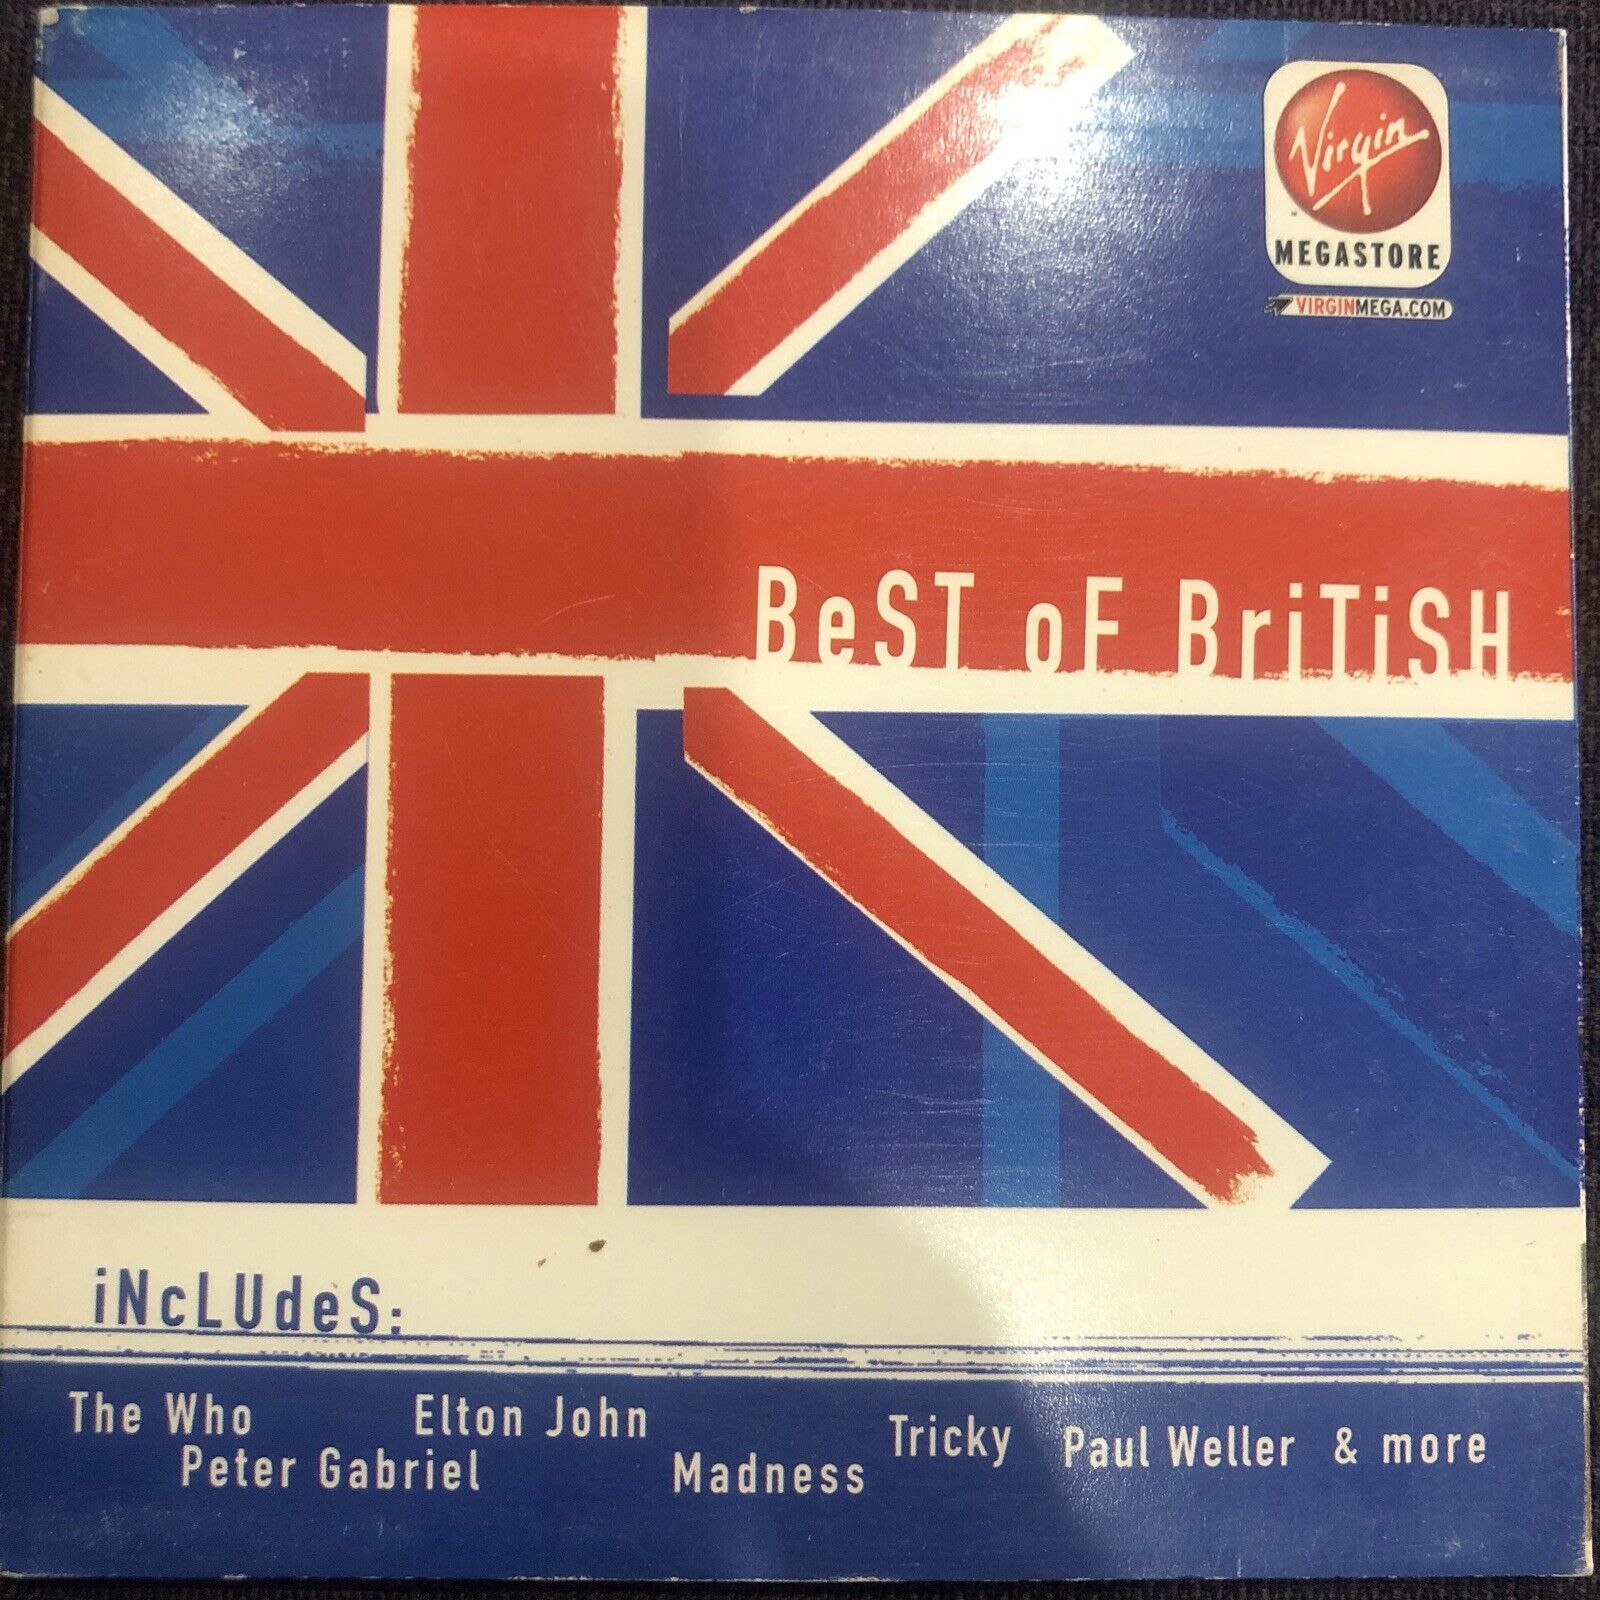 Virgin
MEGASTORE
VIRGINMEGA.COM
BeST oF BriTiSH
iNcLUdeS:
The Who Elton John Tricky Paul Weller & more
Peter Gabriel Madness